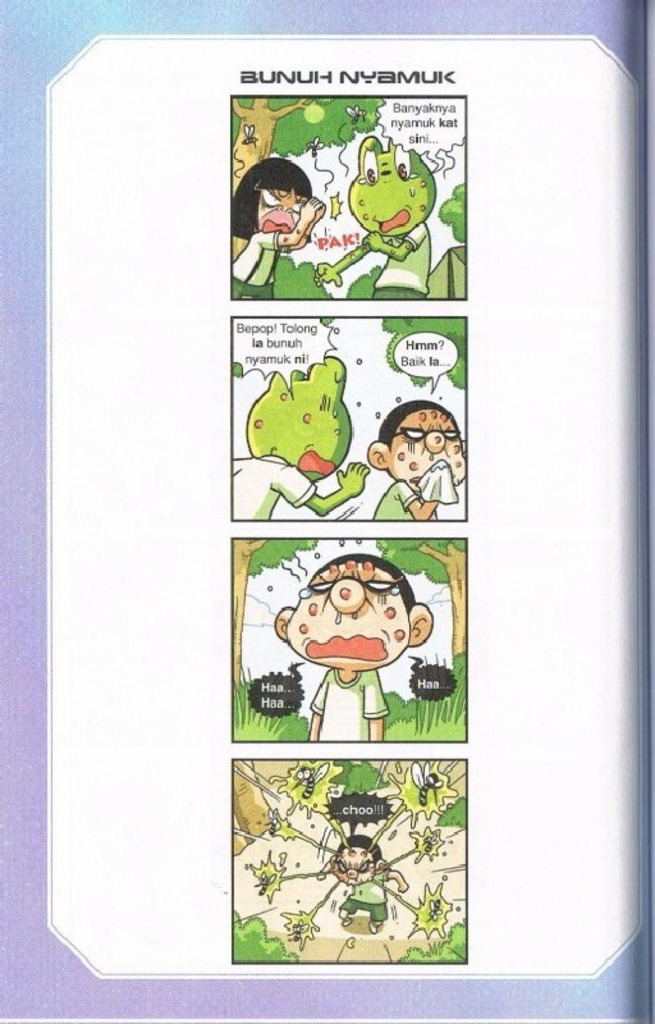 BUNUH NYAMUK
Banyaknya
nyamuk kat
sini...
PAK!
Bepop! Tolong
la bunuh
nyamuk ni!
Hmm?
Baik la...
Haa...
Haa...
Haa...
...choo!!!